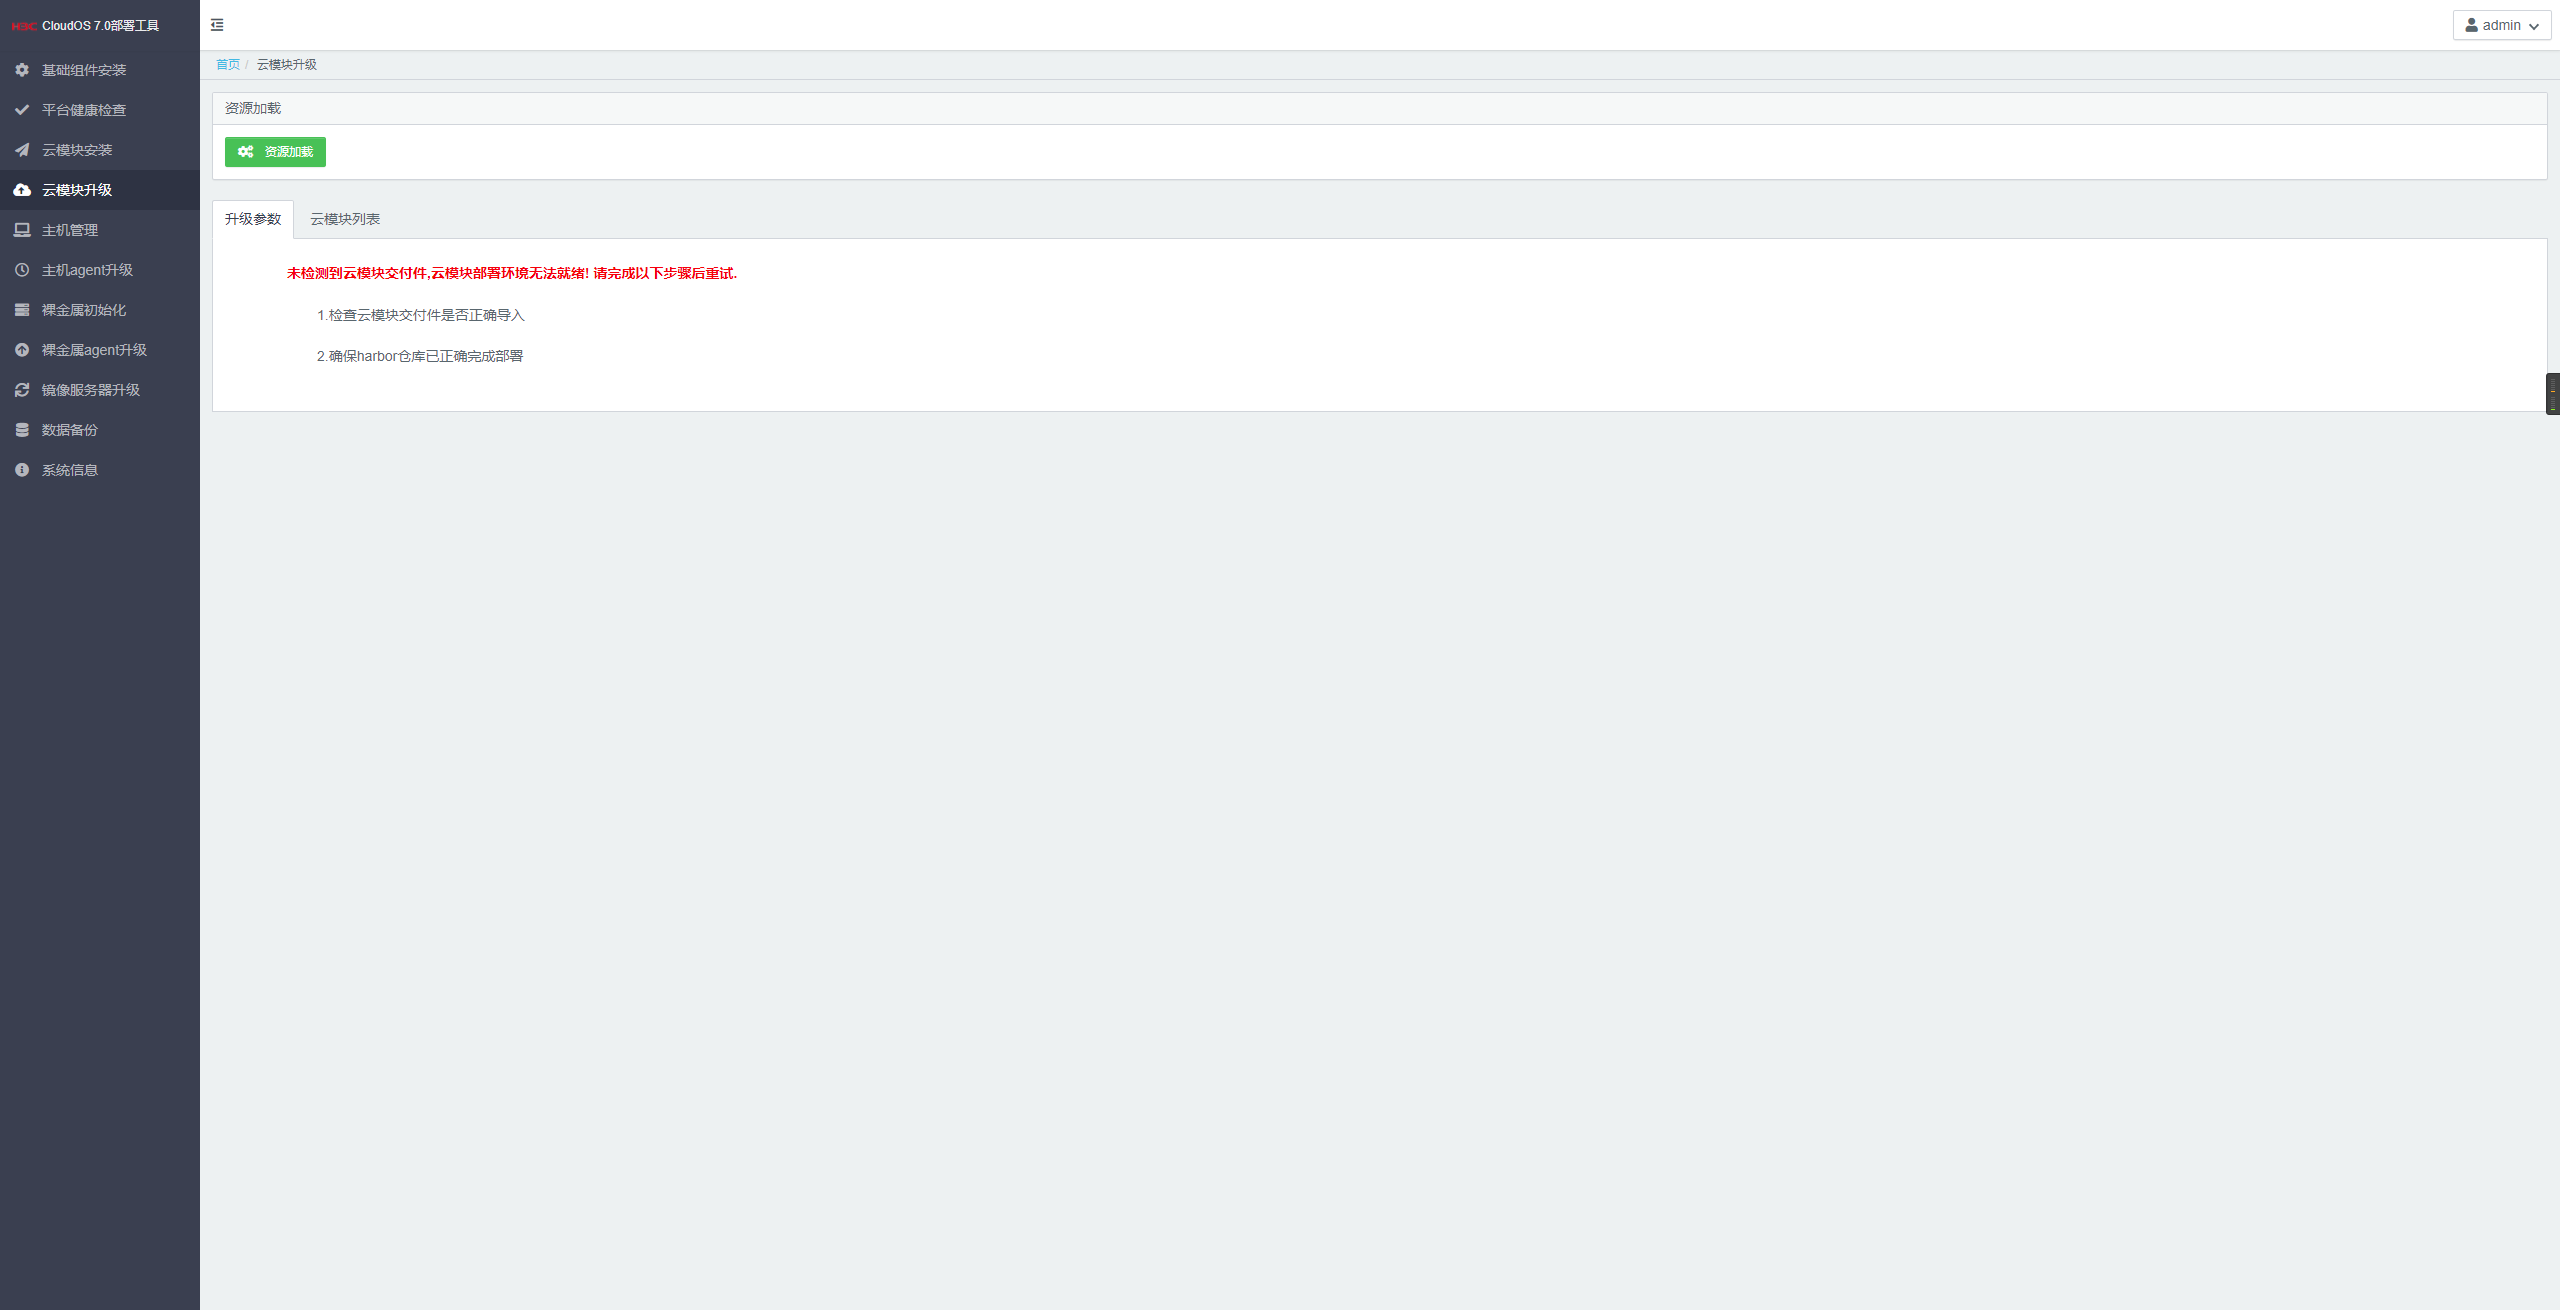 H3C CloudOS 7.0部署工具
admin
首页 / 云模块升级
基础组件安装
平台健康检查
云模块安装
云模块升级
主机管理
主机agent升级
裸金属初始化
裸金属agent升级
镜像服务器升级
数据备份
系统信息
资源加载
资源加载
升级参数
云模块列表
未检测到云模块交付件,云模块部署环境无法就绪! 请完成以下步骤后重试.
1.检查云模块交付件是否正确导入
2.确保harbor仓库已正确完成部署